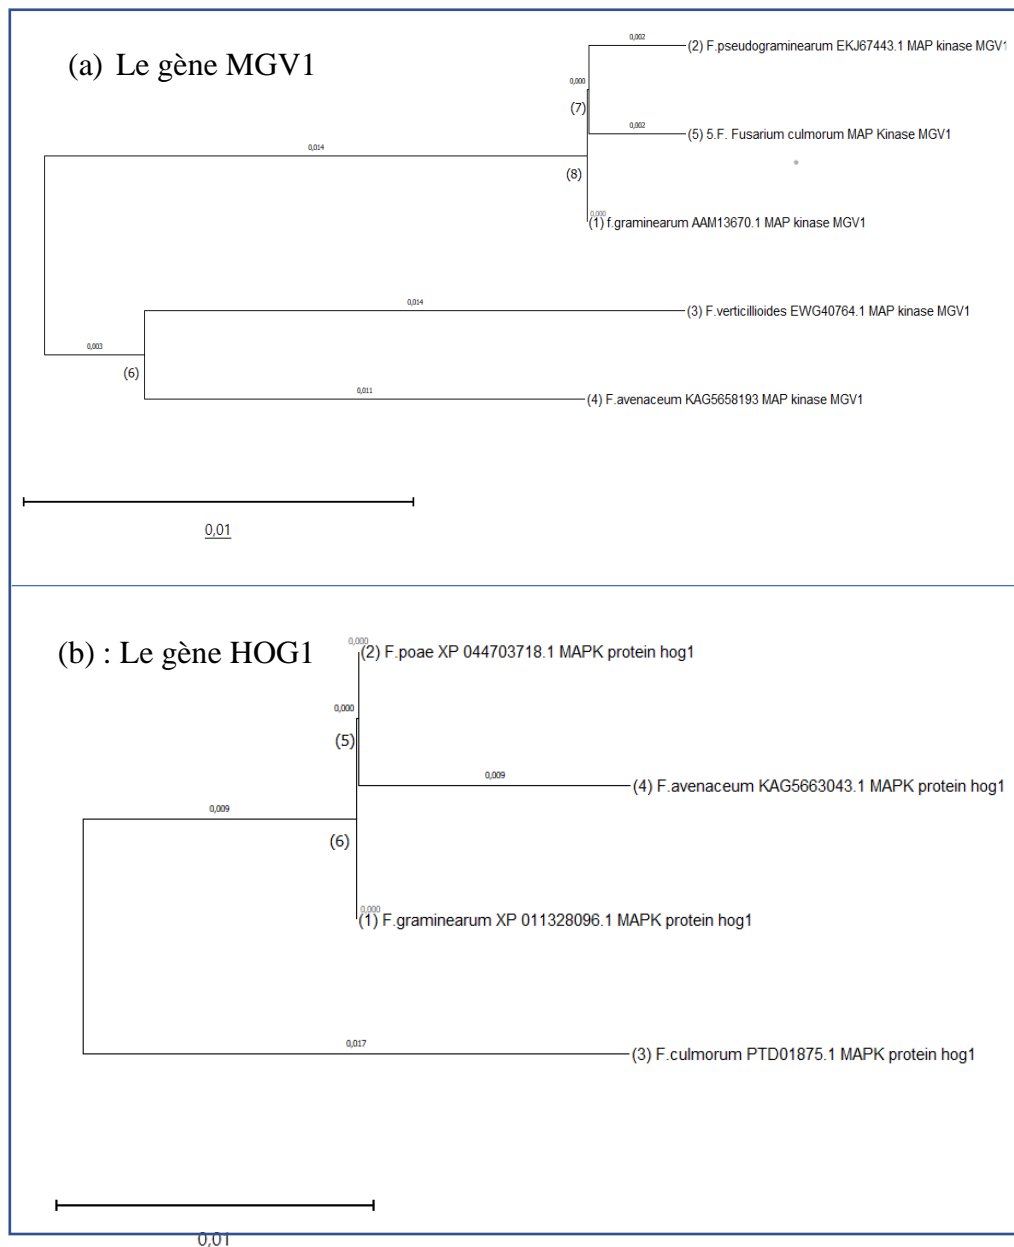 (a) Le gène MGV1
0,002
(2) F.pseudograminearum EKJ67443.1 MAP kinase MGV1
0,000
(7)
0,002
(5) 5.F. Fusarium culmorum MAP Kinase MGV1
0,014
(8)
0,000
(1) f.graminearum AAM13670.1 MAP kinase MGV1
0,014
(3) F.verticillioides EWG40764.1 MAP kinase MGV1
0,003
(6)
0,011
(4) F.avenaceum KAG5658193 MAP kinase MGV1
0,01
(b) : Le gène HOG1
0,000
(2) F.poae XP 044703718.1 MAPK protein hog1
0,000
(5)
0,009
(4) F.avenaceum KAG5663043.1 MAPK protein hog1
0,009
(6)
0,000
(1) F.graminearum XP 011328096.1 MAPK protein hog1
0,017
(3) F.culmorum PTD01875.1 MAPK protein hog1
0,01